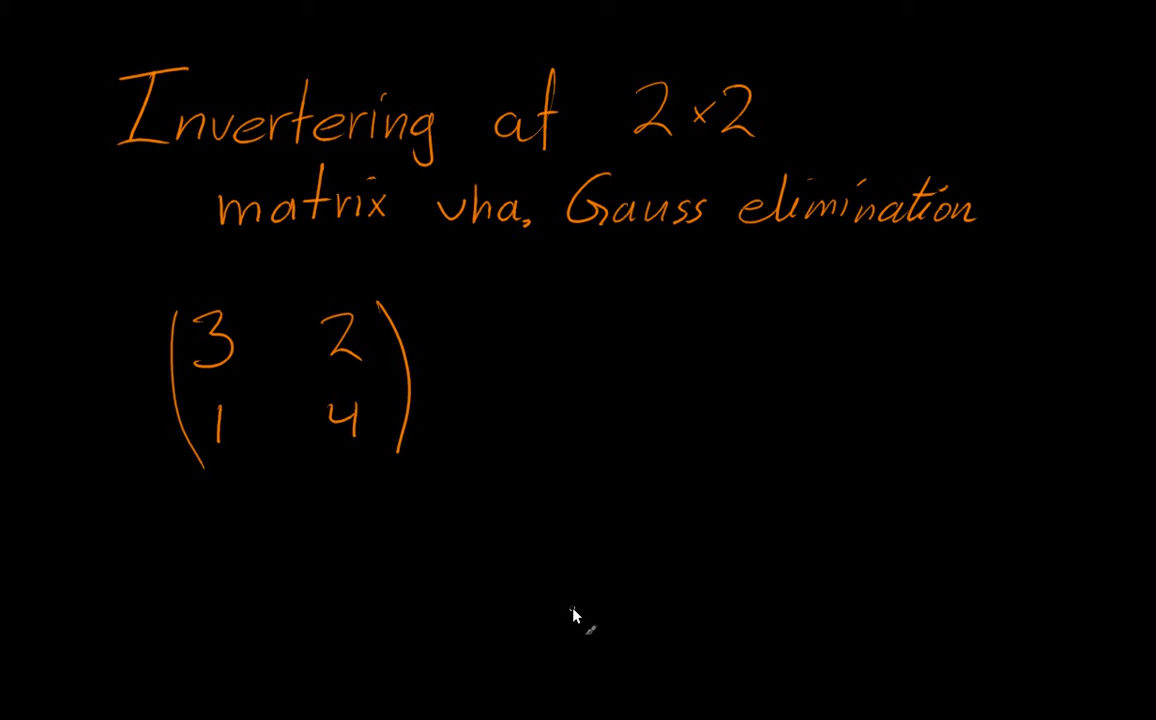 Invertering af 2×2
matrix vha. Gauss elimination
3 2
1 4